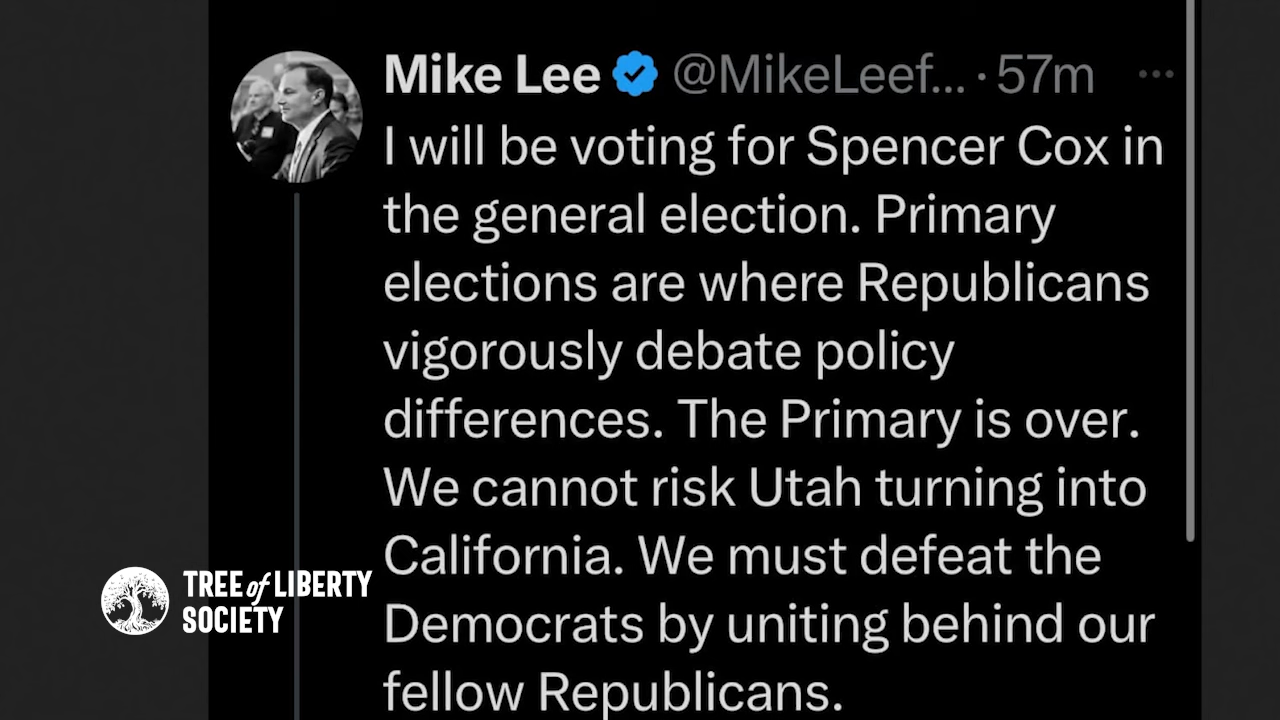 Mike Lee @MikeLeef... · 57m ...
I will be voting for Spencer Cox in
the general election. Primary
elections are where Republicans
vigorously debate policy
differences. The Primary is over.
We cannot risk Utah turning into
California. We must defeat the
Democrats by uniting behind our
fellow Republicans.
TREE of LIBERTY
SOCIETY